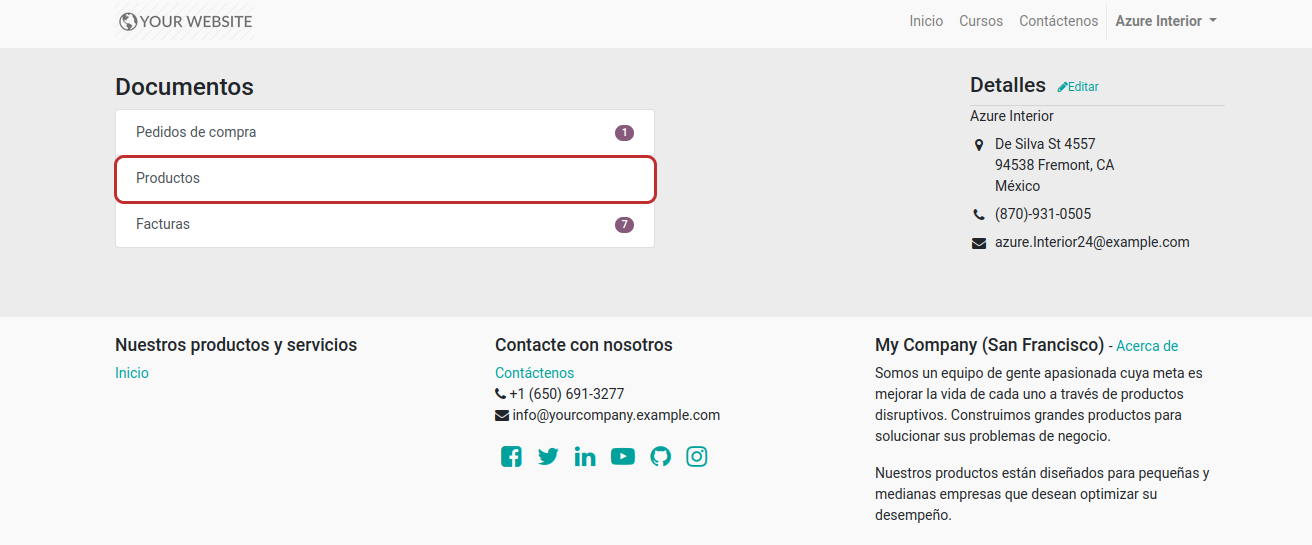 YOUR WEBSITE
Inicio Cursos Contáctenos Azure Interior
Documentos
Pedidos de compra 1
Productos
Facturas 7
Detalles Editar
Azure Interior
De Silva St 4557
94538 Fremont, CA
México
(870)-931-0505
azure.Interior24@example.com
Nuestros productos y servicios
Inicio
Contacte con nosotros
Contáctenos
+1 (650) 691-3277
info@yourcompany.example.com
My Company (San Francisco) - Acerca de
Somos un equipo de gente apasionada cuya meta es
mejorar la vida de cada uno a través de productos
disruptivos. Construimos grandes productos para
solucionar sus problemas de negocio.
Nuestros productos están diseñados para pequeñas y
medianas empresas que desean optimizar su
desempeño.